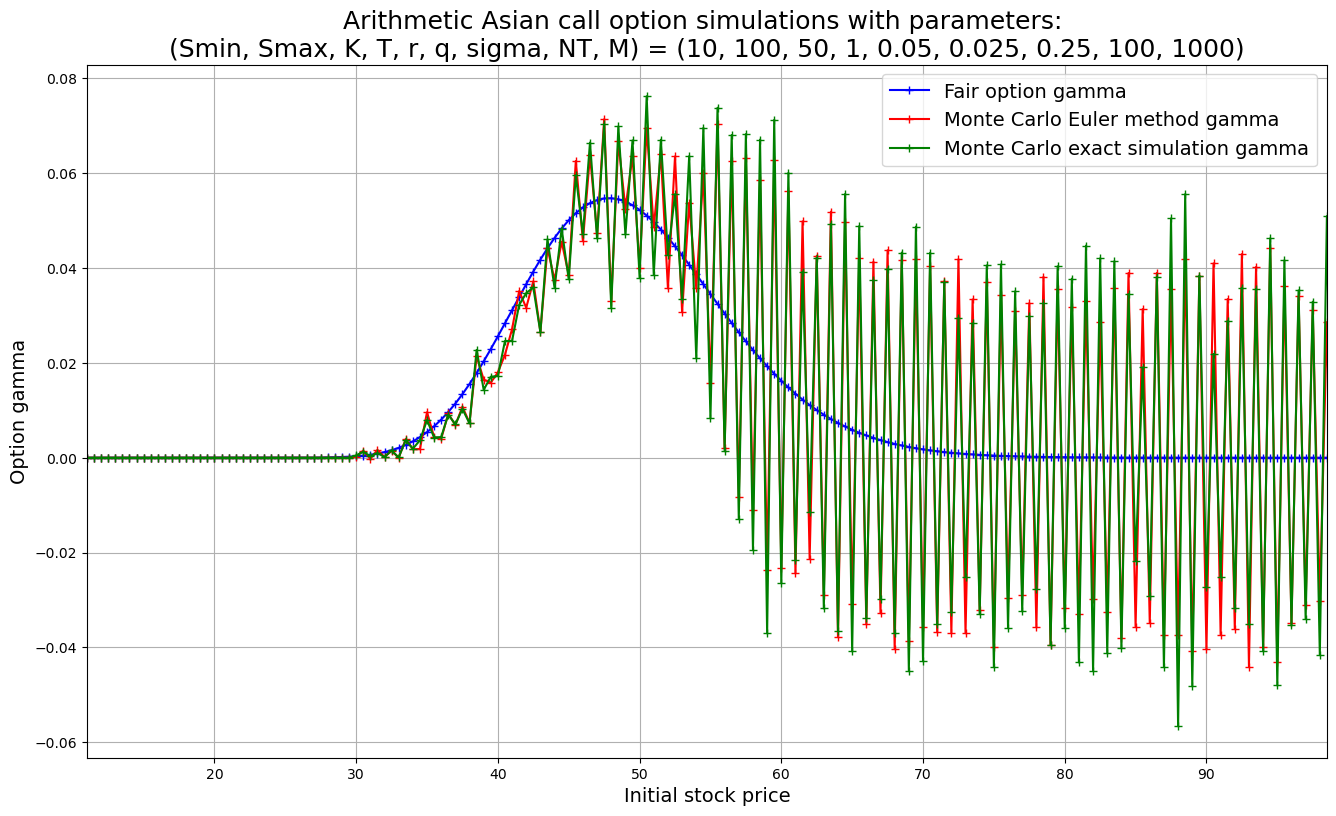 Arithmetic Asian call option simulations with parameters:
(Smin, Smax, K, T, r, q, sigma, NT, M) = (10, 100, 50, 1, 0.05, 0.025, 0.25, 100, 1000)
Fair option gamma
Monte Carlo Euler method gamma
Monte Carlo exact simulation gamma
Option gamma
0.08
0.06
0.04
0.02
0.00
−0.02
−0.04
−0.06
20
30
40
50
60
70
80
90
Initial stock price